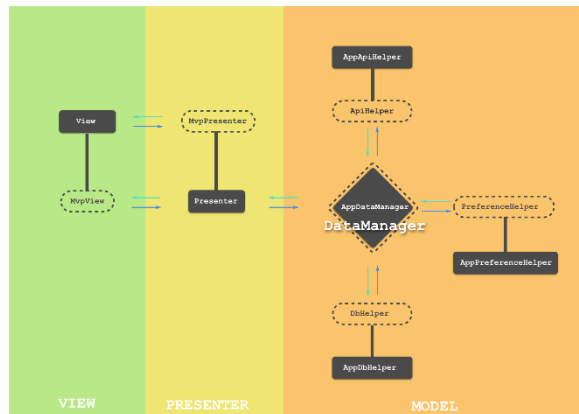 AppApiHelper
ApiHelper
View
MvpPresenter
MvpView
Presenter
AppDataManager
DataManager
PreferenceHelper
AppPreferenceHelper
DbHelper
AppDbHelper
VIEW
PRESENTER
MODEL